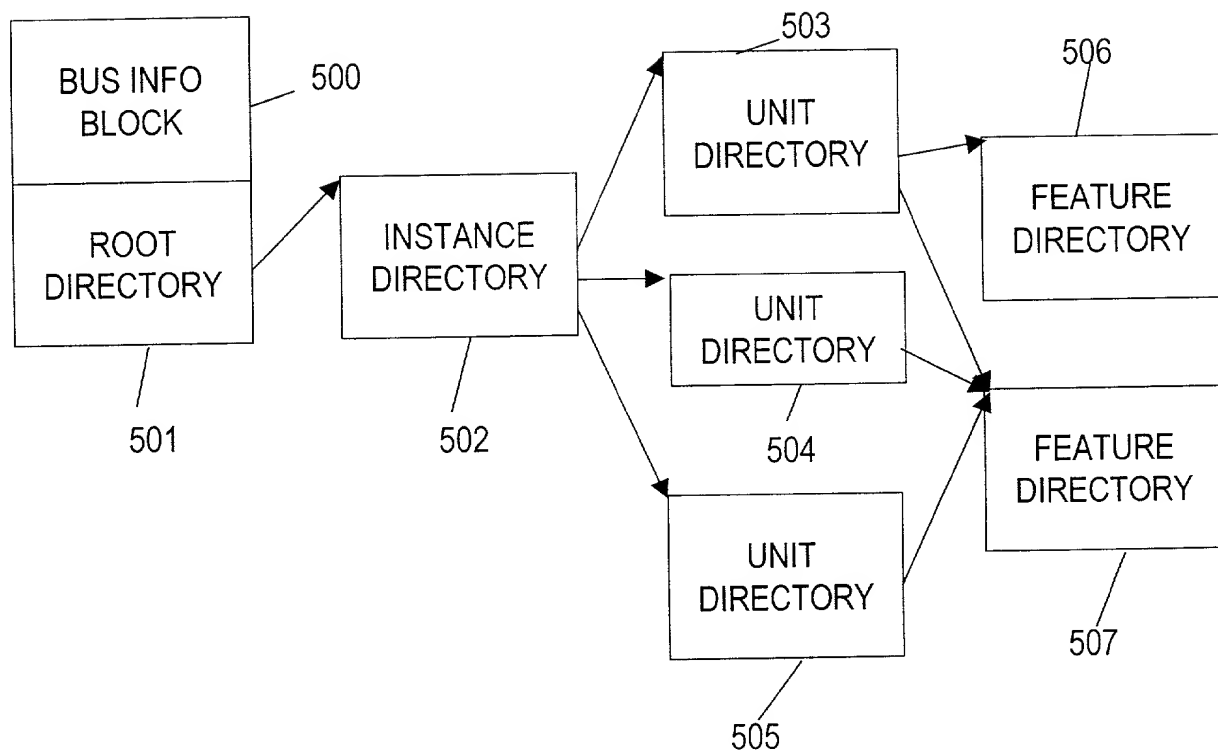 BUS INFO
BLOCK
500
ROOT
DIRECTORY
501
INSTANCE
DIRECTORY
502
503
UNIT
DIRECTORY
UNIT
DIRECTORY
504
UNIT
DIRECTORY
505
506
FEATURE
DIRECTORY
FEATURE
DIRECTORY
507